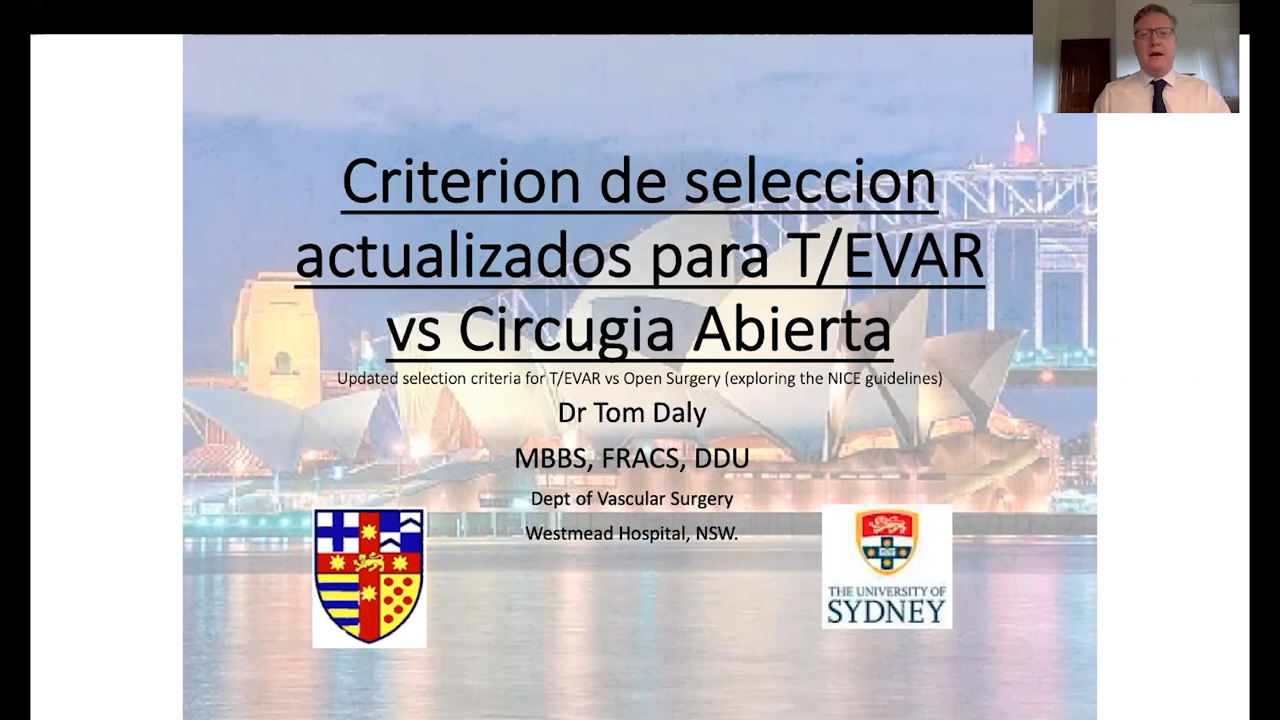 Criterion de seleccion
actualizados para T/EVAR
vs Circugia Abierta
Updated selection criteria for T/EVAR vs Open Surgery (exploring the NICE guidelines)
Dr Tom Daly
MBBS, FRACS, DDU
Dept of Vascular Surgery
Westmead Hospital, NSW.
THE UNIVERSITY OF
SYDNEY